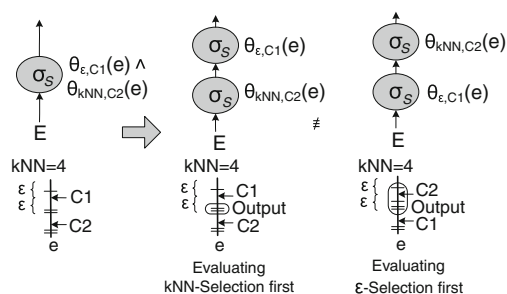 σS θε,C1(e) ∧
θkNN,C2(e)
E
kNN=4
ε {
ε {
C1
C2
e
σS θε,C1(e)
σS θkNN,C2(e)
E
kNN=4
ε {
ε {
C1
Output
C2
e
Evaluating
kNN-Selection first
≢
σS θkNN,C2(e)
σS θε,C1(e)
E
kNN=4
ε {
ε {
C2
Output
C1
e
Evaluating
ε-Selection first